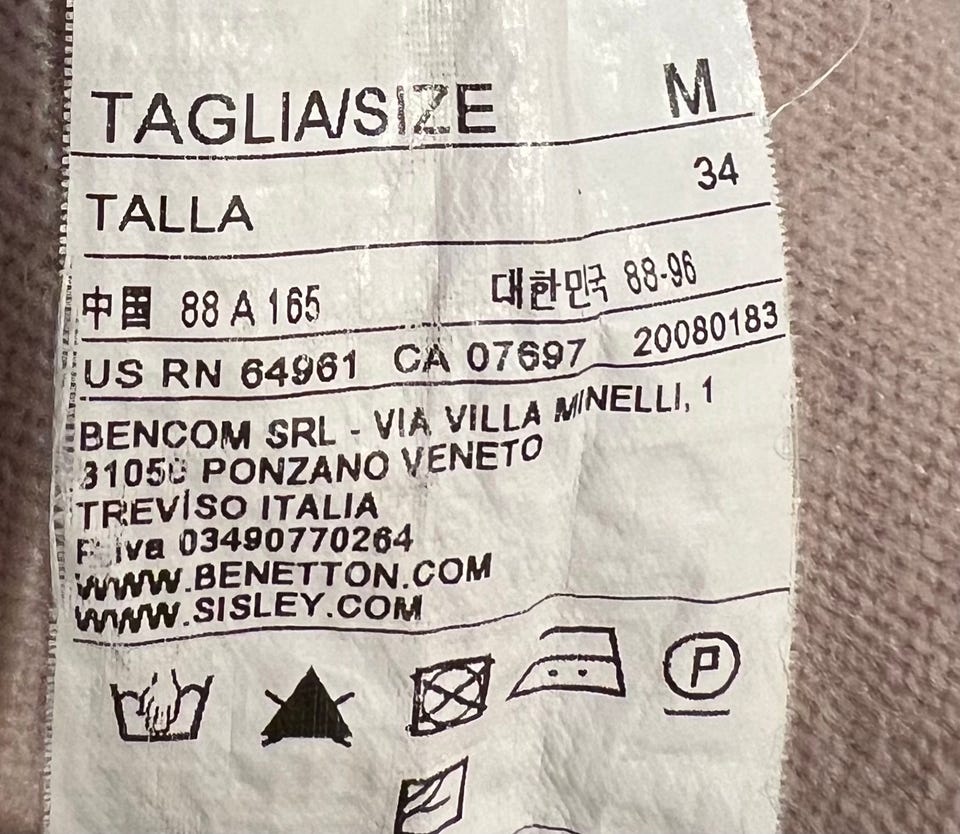 TAGLIA/SIZE M
TALLA 34
中国 88 A 165 대한민국 88-96
US RN 64961 CA 07697 20080183
BENCOM SRL - VIA VILLA MINELLI, 1
PONZANO VENETO
TREVISO ITALIA
P. iva 03490770264
WWW.BENETTON.COM
WWW.SISLEY.COM
P